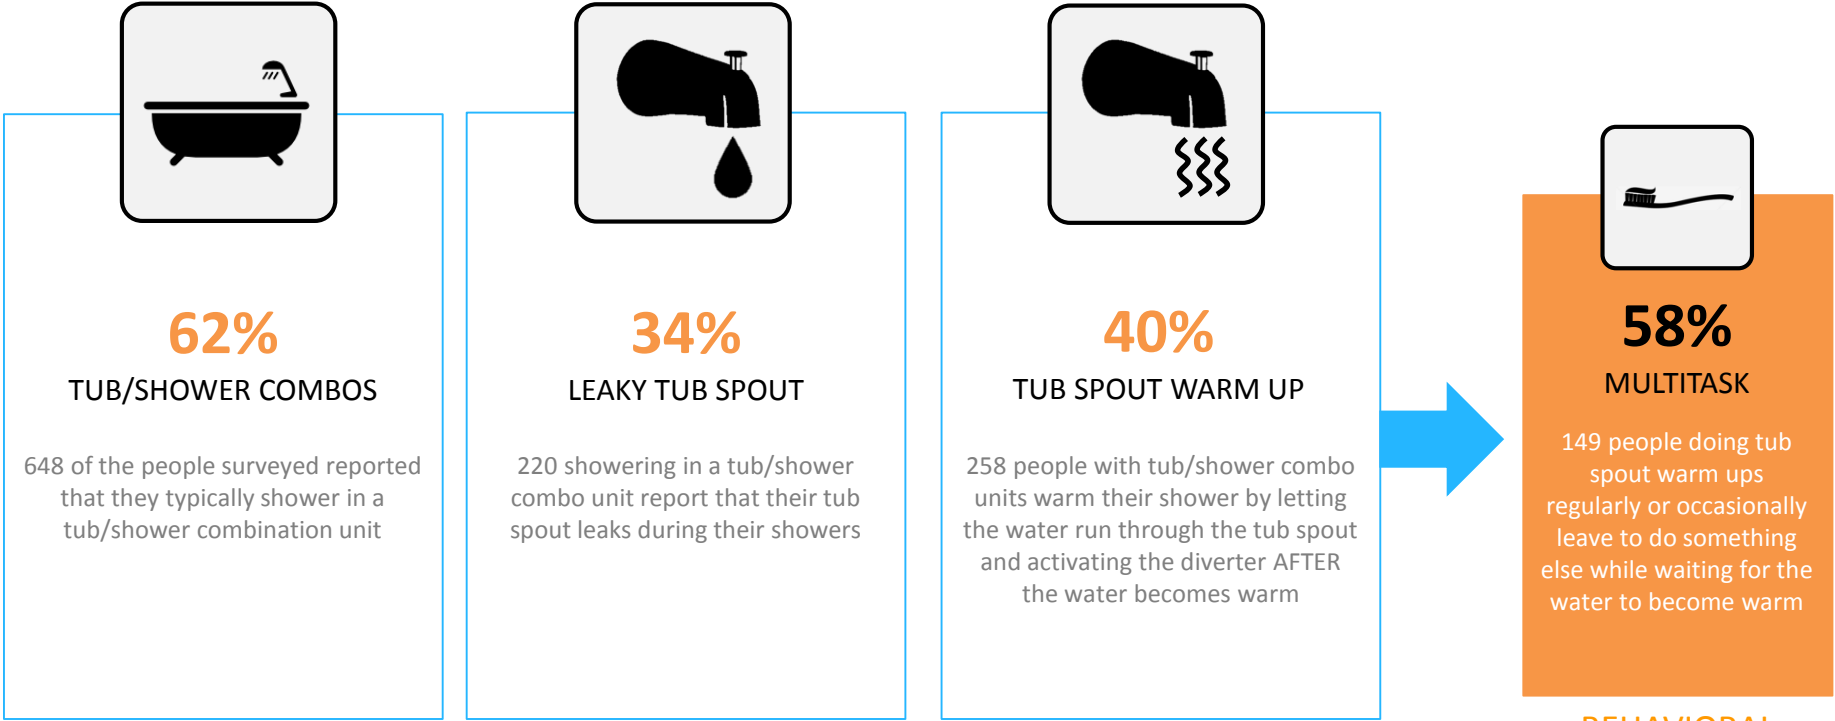 62%
TUB/SHOWER COMBOS
648 of the people surveyed reported
that they typically shower in a
tub/shower combination unit
34%
LEAKY TUB SPOUT
220 showering in a tub/shower
combo unit report that their tub
spout leaks during their showers
40%
TUB SPOUT WARM UP
258 people with tub/shower combo
units warm their shower by letting
the water run through the tub spout
and activating the diverter AFTER
the water becomes warm
58%
MULTITASK
149 people doing tub
spout warm ups
regularly or occasionally
leave to do something
else while waiting for the
water to become warm
BEHAVIORAL